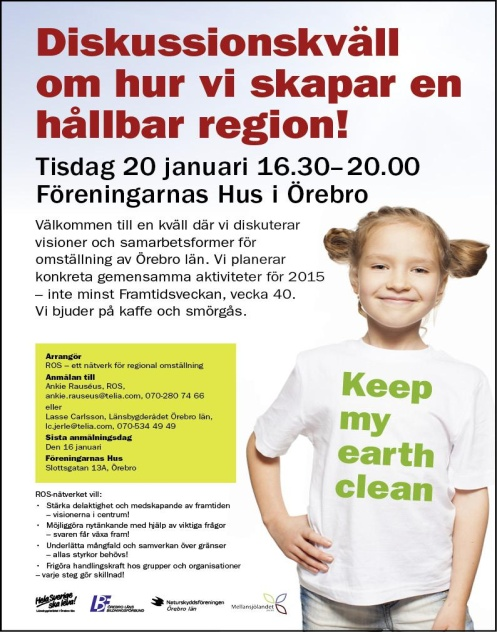 Diskussionskväll
om hur vi skapar en
hållbar region!
Tisdag 20 januari 16.30–20.00
Föreningarnas Hus i Örebro
Välkommen till en kväll där vi diskuterar
visioner och samarbetsformer för
omställning av Örebro län. Vi planerar
konkreta gemensamma aktiviteter för 2015
– inte minst Framtidsveckan, vecka 40.
Vi bjuder på kaffe och smörgås.
Keep
my
earth
clean
Arrangör
ROS – ett nätverk för regional omställning
Anmälan till
Ankie Rauséus, ROS,
ankie.rauseus@telia.com, 070-280 74 66
eller
Lasse Carlsson, Länsbygderådet Örebro län,
lc.jerle@telia.com, 070-534 49 49
Sista anmälningsdag
Den 16 januari
Föreningarnas Hus
Slottsgatan 13A, Örebro
ROS-nätverket vill:
· Stärka delaktighet och medskapande av framtiden
– visionerna i centrum!
· Möjliggöra nytänkande med hjälp av viktiga frågor
– svaren får växa fram!
· Underlätta mångfald och samverkan över gränser
– allas styrkor behövs!
· Frigöra handlingskraft hos grupper och organisationer
– varje steg gör skillnad!
Hela Sverige
ska leva!
Länsbygderådet i Örebro län
LBF
ÖREBRO LÄNS
BILDNINGSFÖRBUND
Naturskyddsföreningen
Örebro län
Mellansjölandet